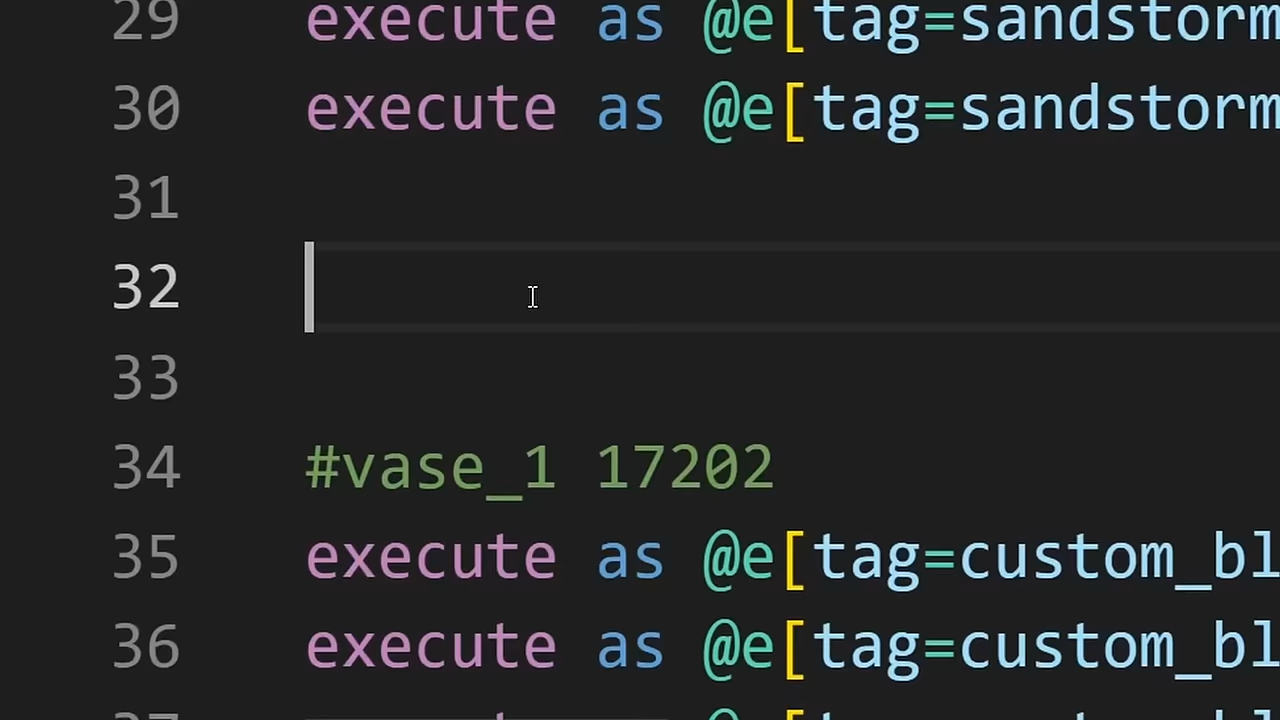 29 execute as @e[tag=sandstorm
30 execute as @e[tag=sandstorm
31
32
33
34 #vase_1 17202
35 execute as @e[tag=custom_bl
36 execute as @e[tag=custom_bl